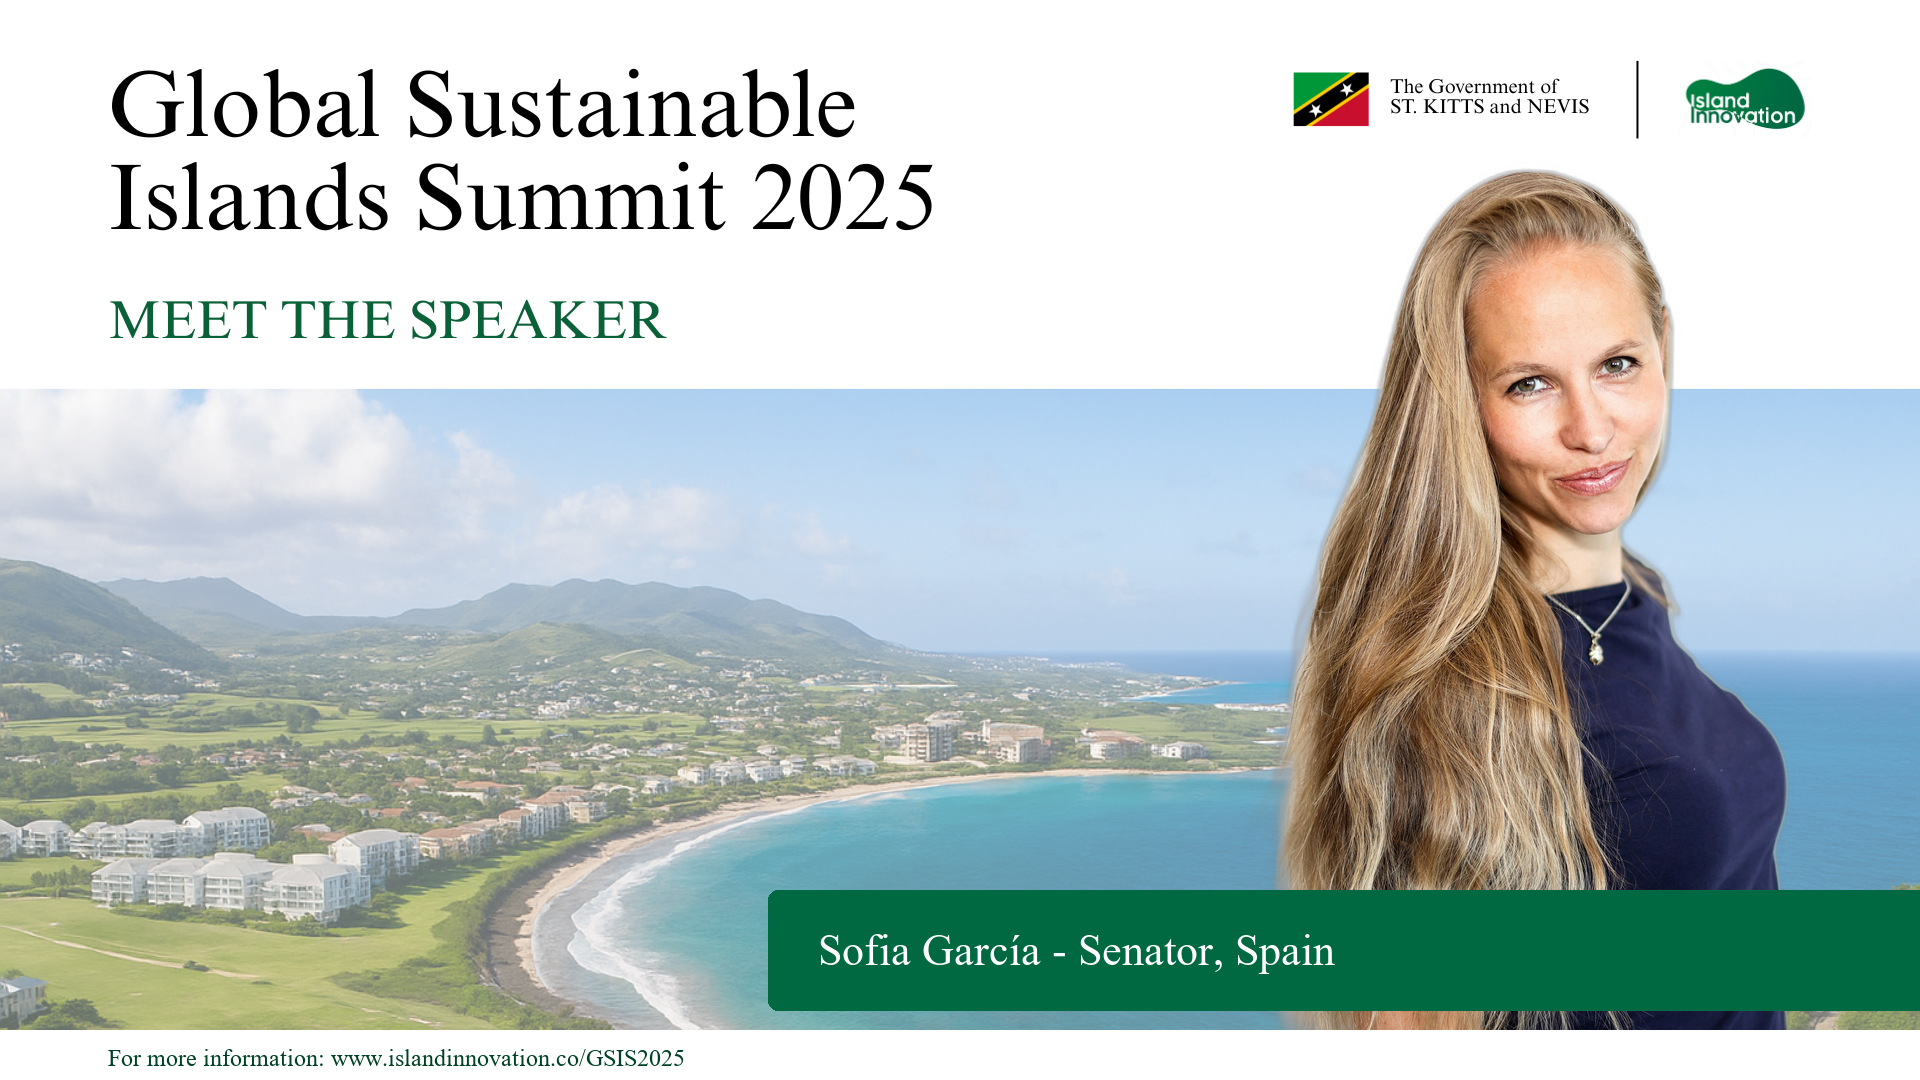 Global Sustainable
Islands Summit 2025
The Government of
ST. KITTS and NEVIS
Island
Innovation
MEET THE SPEAKER
Sofia García - Senator, Spain
For more information: www.islandinnovation.co/GSIS2025